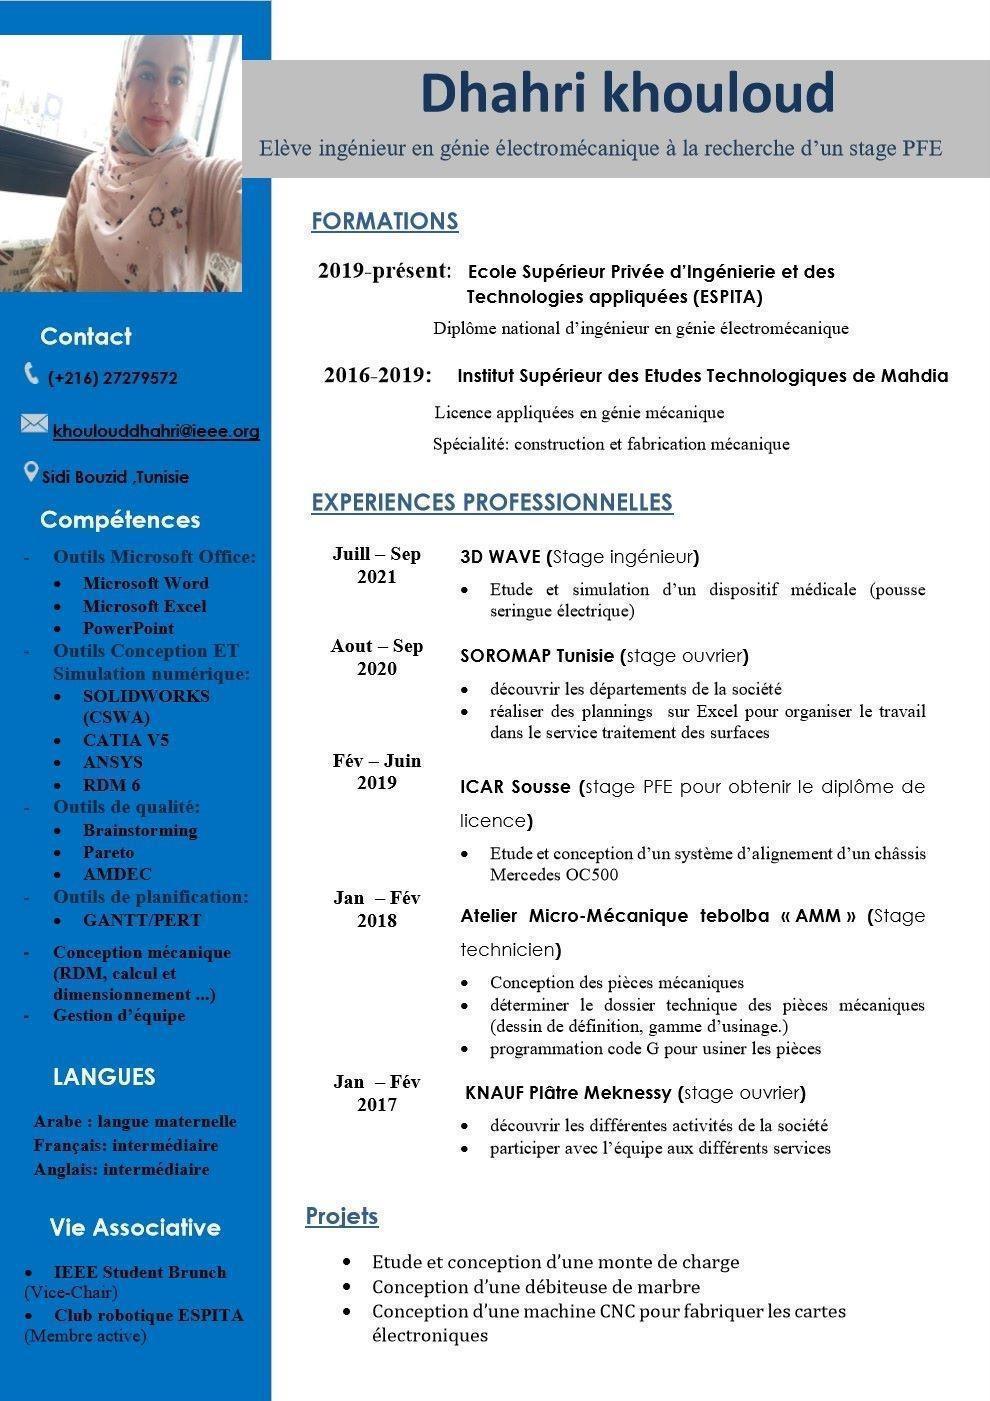 Dhahri khouloud
Elève ingénieur en génie électromécanique à la recherche d’un stage PFE
Contact
(+216) 27279572
khoulouddhahri@ieee.org
Sidi Bouzid ,Tunisie
Compétences
- Outils Microsoft Office:
• Microsoft Word
• Microsoft Excel
• PowerPoint
- Outils Conception ET
Simulation numérique:
• SOLIDWORKS
(CSWA)
• CATIA V5
• ANSYS
• RDM 6
- Outils de qualité:
• Brainstorming
• Pareto
• AMDEC
- Outils de planification:
• GANTT/PERT
- Conception mécanique
(RDM, calcul et
dimensionnement ...)
- Gestion d’équipe
LANGUES
Arabe : langue maternelle
Français: intermédiaire
Anglais: intermédiaire
Vie Associative
• IEEE Student Brunch
(Vice-Chair)
• Club robotique ESPITA
(Membre active)
FORMATIONS
2019-présent: Ecole Supérieur Privée d’Ingénierie et des
Technologies appliquées (ESPITA)
Diplôme national d’ingénieur en génie électromécanique
2016-2019: Institut Supérieur des Etudes Technologiques de Mahdia
Licence appliquées en génie mécanique
Spécialité: construction et fabrication mécanique
EXPERIENCES PROFESSIONNELLES
Juill – Sep
2021
3D WAVE (Stage ingénieur)
• Etude et simulation d’un dispositif médicale (pousse
seringue électrique)
Aout – Sep
2020
SOROMAP Tunisie (stage ouvrier)
• découvrir les départements de la société
• réaliser des plannings sur Excel pour organiser le travail
dans le service traitement des surfaces
Fév – Juin
2019
ICAR Sousse (stage PFE pour obtenir le diplôme de
licence)
• Etude et conception d’un système d’alignement d’un châssis
Mercedes OC500
Jan – Fév
2018
Atelier Micro-Mécanique tebolba « AMM » (Stage
technicien)
• Conception des pièces mécaniques
• déterminer le dossier technique des pièces mécaniques
(dessin de définition, gamme d’usinage.)
• programmation code G pour usiner les pièces
Jan – Fév
2017
KNAUF Plâtre Meknessy (stage ouvrier)
• découvrir les différentes activités de la société
• participer avec l’équipe aux différents services
Projets
• Etude et conception d’une monte de charge
• Conception d’une débiteuse de marbre
• Conception d’une machine CNC pour fabriquer les cartes
électroniques